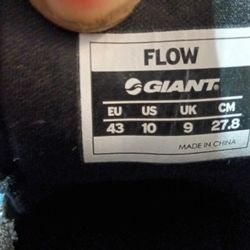 FLOW
GIANT
EU US UK CM
43 10 9 27.8
MADE IN CHINA